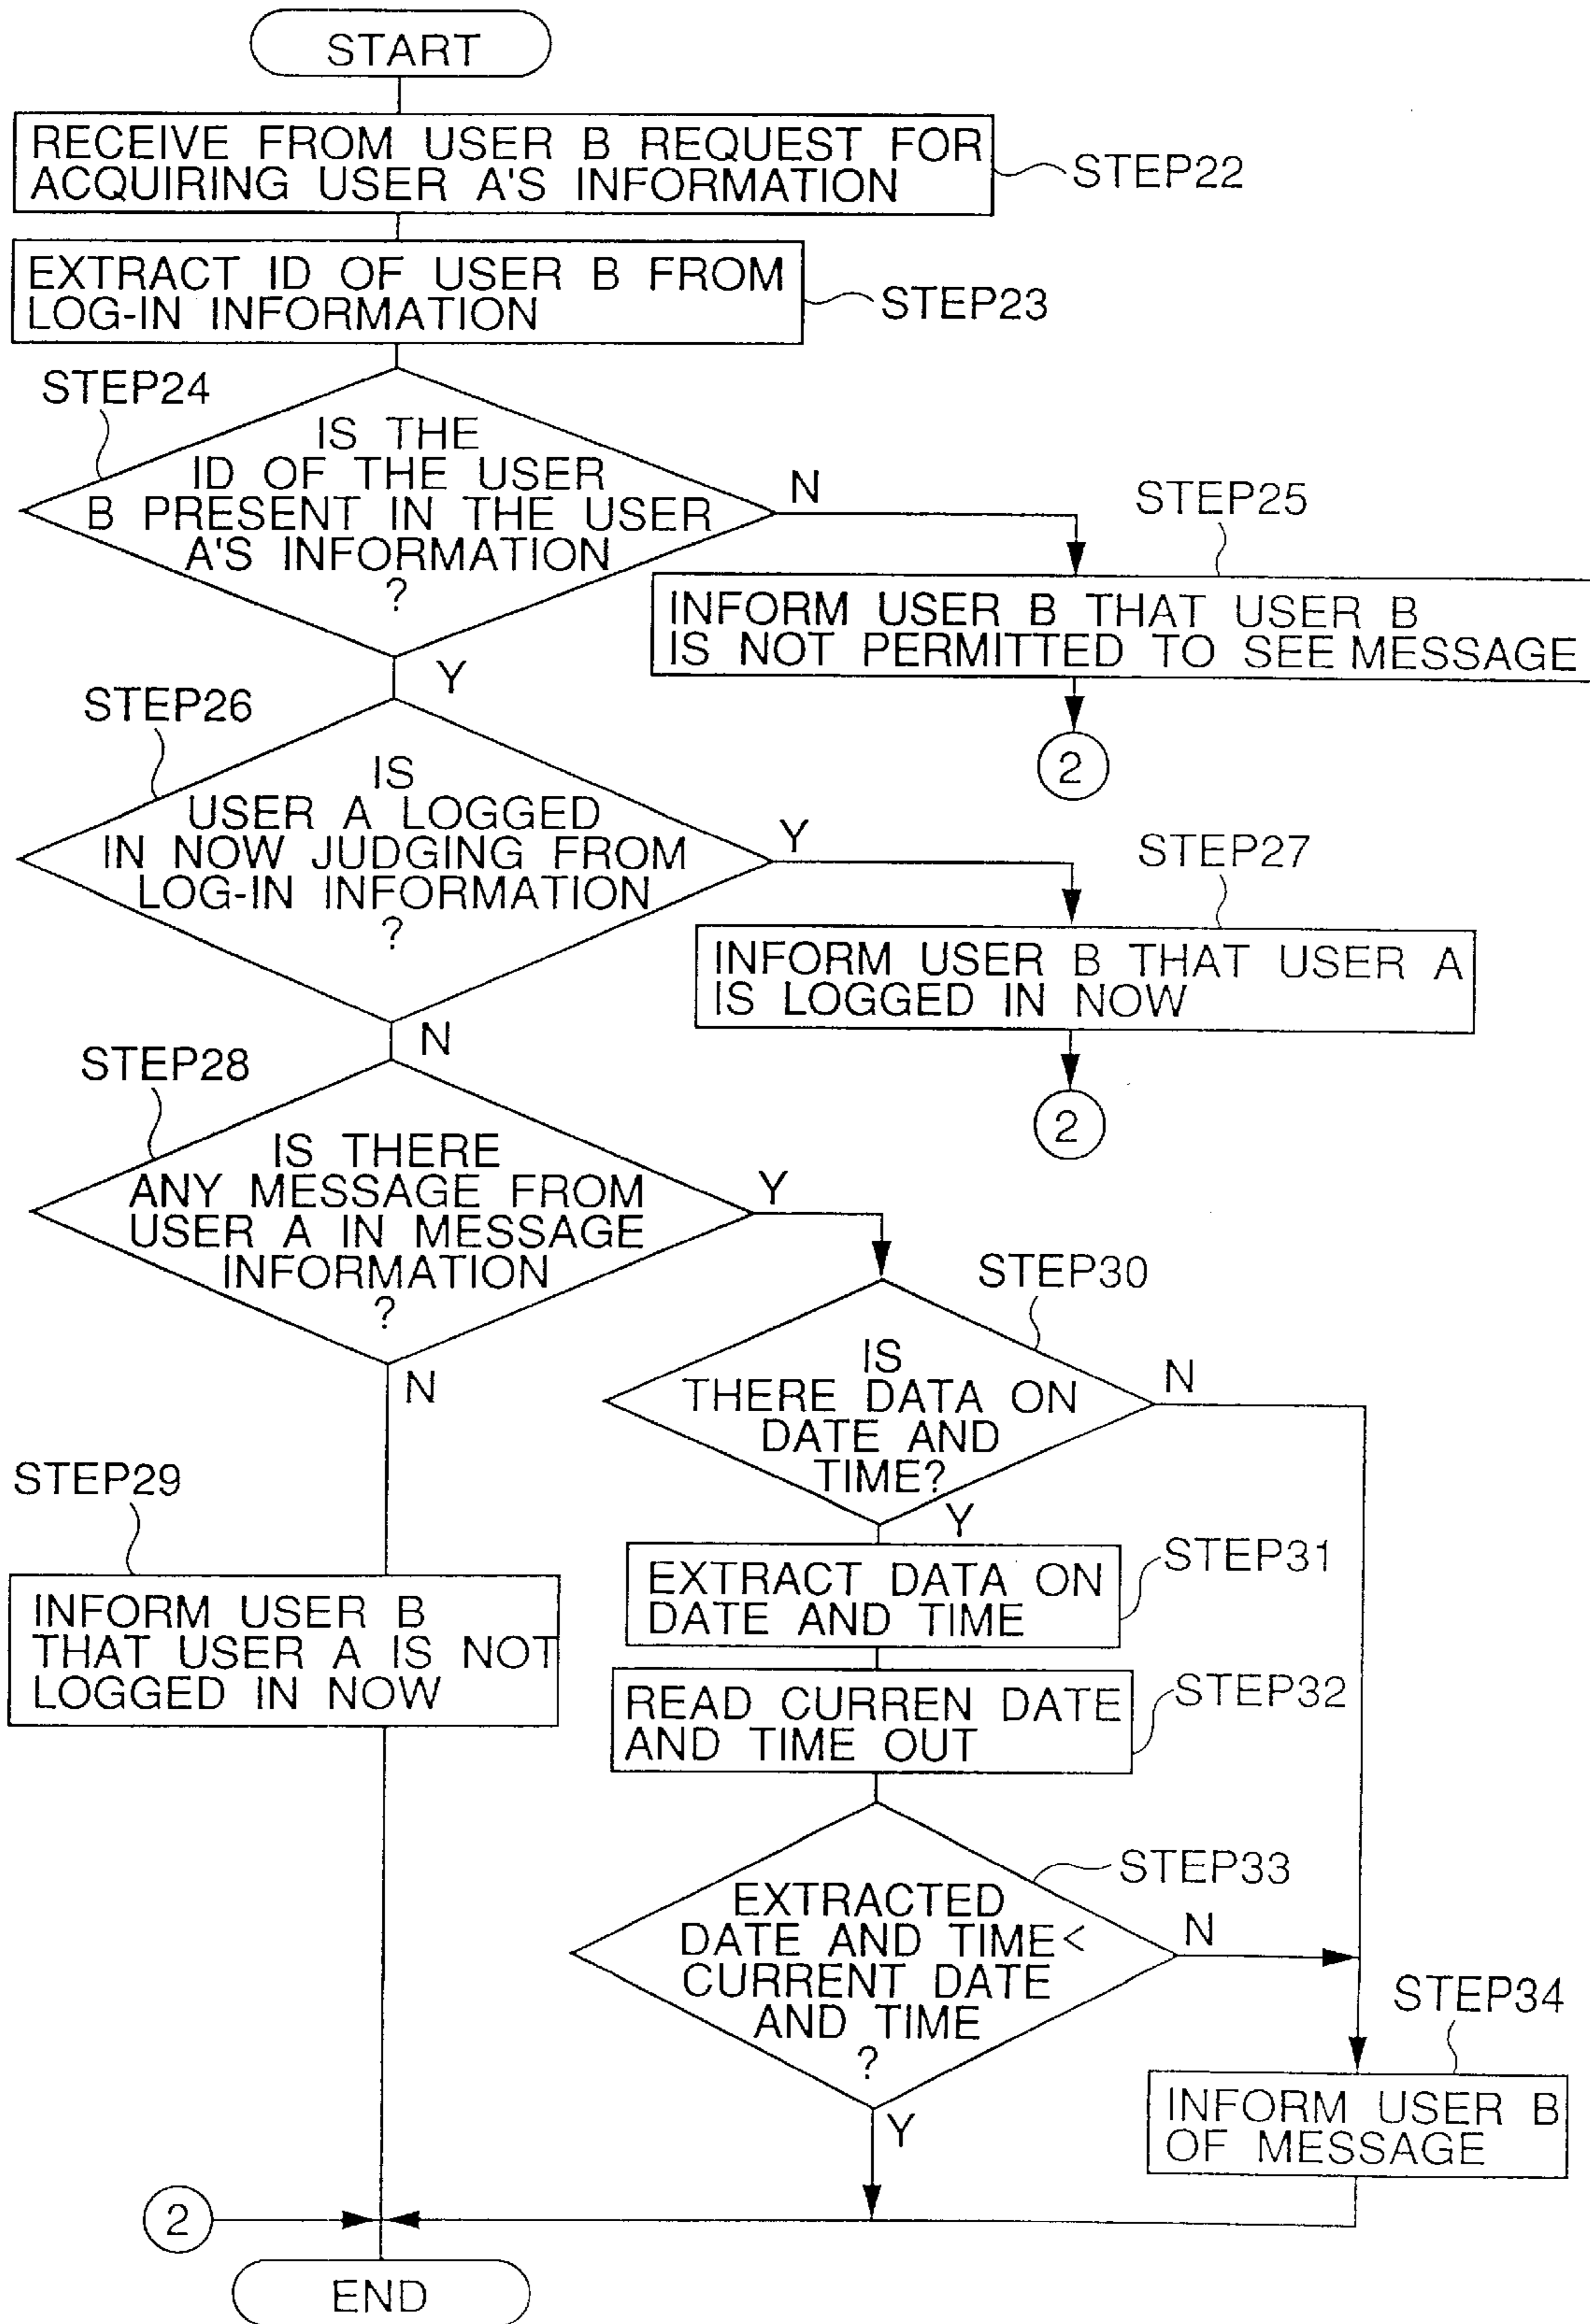 START
RECEIVE FROM USER B REQUEST FOR
ACQUIRING USER A'S INFORMATION
STEP22
EXTRACT ID OF USER B FROM
LOG-IN INFORMATION
STEP23
STEP24
IS THE
ID OF THE USER
B PRESENT IN THE USER
A'S INFORMATION
?
N
Y
STEP25
INFORM USER B THAT USER B
IS NOT PERMITTED TO SEE MESSAGE
2
STEP26
IS
USER A LOGGED
IN NOW JUDGING FROM
LOG-IN INFORMATION
?
Y
N
STEP27
INFORM USER B THAT USER A
IS LOGGED IN NOW
2
STEP28
IS THERE
ANY MESSAGE FROM
USER A IN MESSAGE
INFORMATION
?
Y
N
STEP30
IS
THERE DATA ON
DATE AND
TIME?
N
Y
STEP29
INFORM USER B
THAT USER A IS NOT
LOGGED IN NOW
EXTRACT DATA ON
DATE AND TIME
STEP31
READ CURREN DATE
AND TIME OUT
STEP32
STEP33
EXTRACTED
DATE AND TIME<
CURRENT DATE
AND TIME
?
N
Y
STEP34
INFORM USER B
OF MESSAGE
2
END